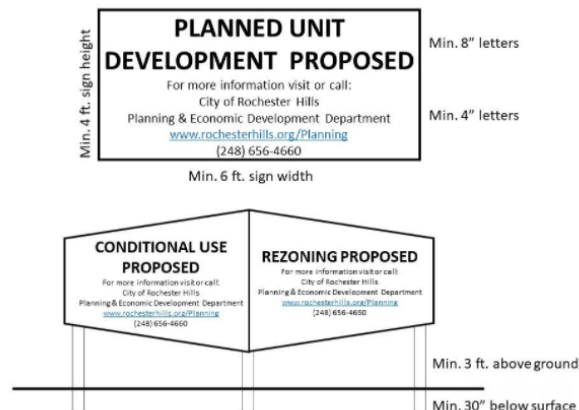 PLANNED UNIT
DEVELOPMENT PROPOSED
For more information visit or call:
City of Rochester Hills
Planning & Economic Development Department
www.rochesterhills.org/Planning
(248) 656-4660
Min. 4 ft. sign height
Min. 8" letters
Min. 4" letters
Min. 6 ft. sign width
CONDITIONAL USE
PROPOSED
For more information visit or call:
City of Rochester Hills
Planning & Economic Development Department
www.rochesterhills.org/Planning
(248) 656-4660
REZONING PROPOSED
For more information visit or call:
City of Rochester Hills
Planning & Economic Development Department
www.rochesterhills.org/Planning
(248) 656-4660
Min. 3 ft. above ground
Min. 30" below surface